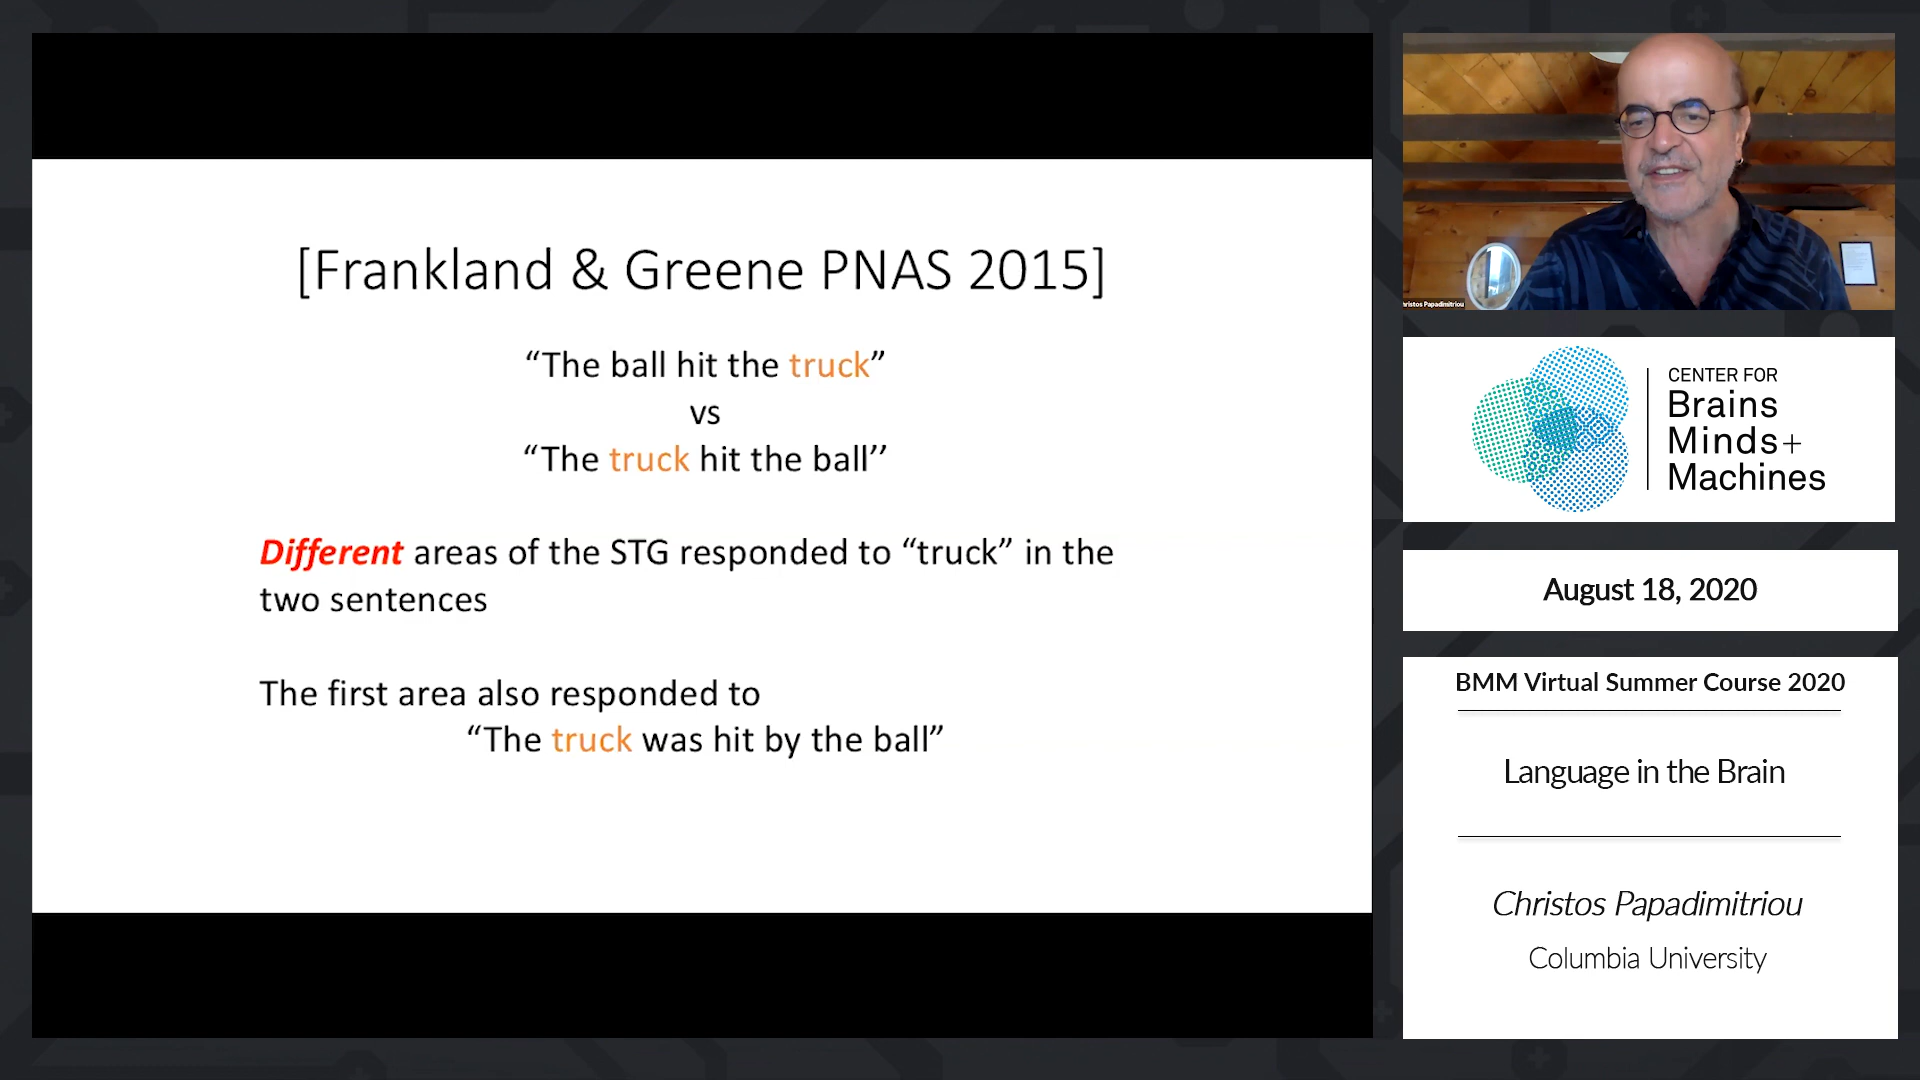 [Frankland & Greene PNAS 2015]
“The ball hit the truck”
vs
“The truck hit the ball’’
Different areas of the STG responded to “truck” in the
two sentences
The first area also responded to
“The truck was hit by the ball”
hristos Papadimitriou
CENTER FOR
Brains
Minds+
Machines
August 18, 2020
BMM Virtual Summer Course 2020
Language in the Brain
Christos Papadimitriou
Columbia University